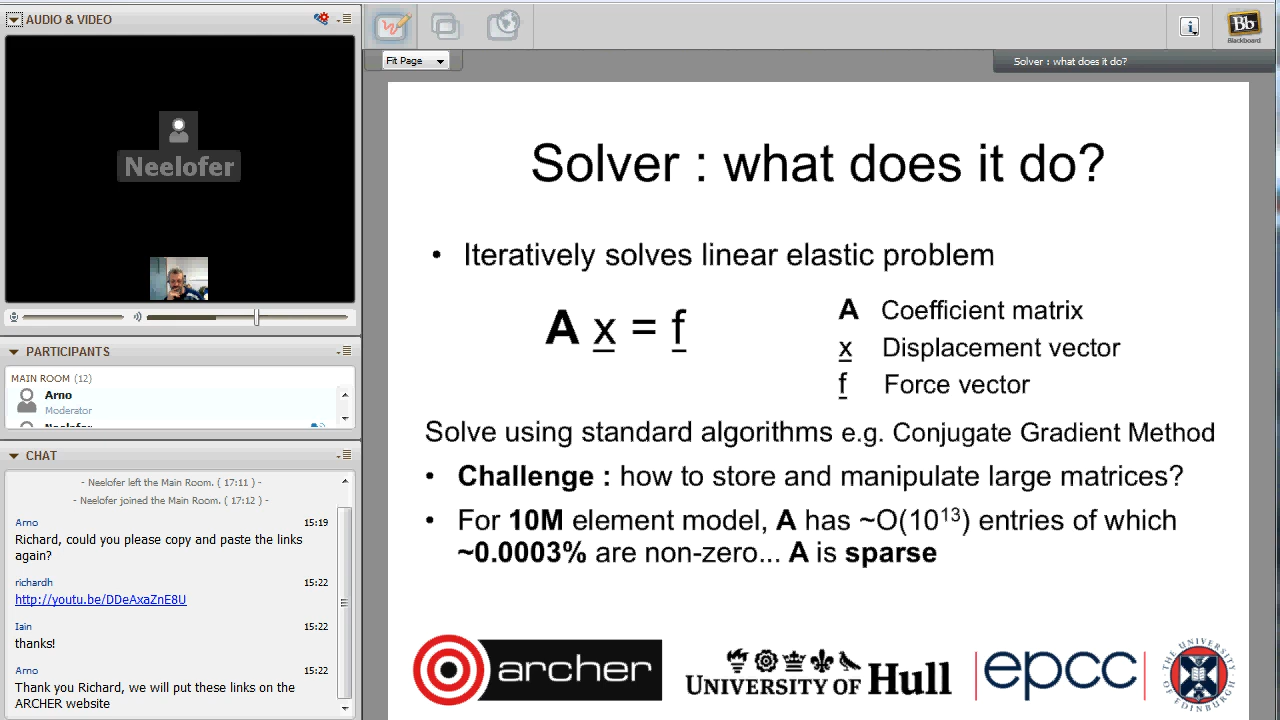 AUDIO & VIDEO
Neelofer
PARTICIPANTS
MAIN ROOM (12)
Arno
Moderator
Neelofer
CHAT
- Neelofer left the Main Room. ( 17:11 ) -
- Neelofer joined the Main Room. ( 17:12 ) -
Arno 15:19
Richard, could you please copy and paste the links
again?
richardh 15:22
http://youtu.be/DDeAxaZnE8U
Iain 15:22
thanks!
Arno 15:22
Thank you Richard, we will put these links on the
ARCHER website
Bb
Blackboard
Fit Page
Solver : what does it do?
Solver : what does it do?
• Iteratively solves linear elastic problem
A x = f
A Coefficient matrix
x Displacement vector
f Force vector
Solve using standard algorithms e.g. Conjugate Gradient Method
• Challenge : how to store and manipulate large matrices?
• For 10M element model, A has ~O(10¹³) entries of which
~0.0003% are non-zero... A is sparse
archer
UNIVERSITY OF Hull
epcc
THE UNIVERSITY
OF EDINBURGH